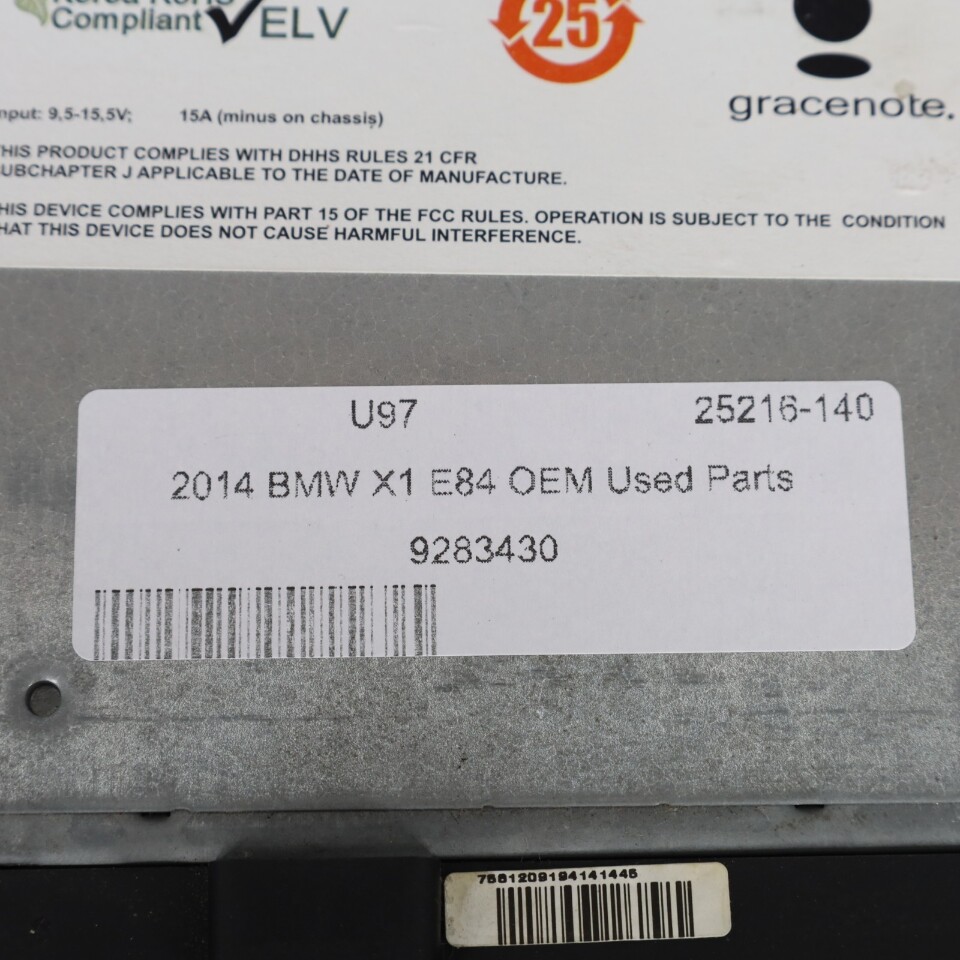 Compliant ELV
25
gracenote.
nput: 9,5-15,5V; 15A (minus on chassis)
HIS PRODUCT COMPLIES WITH DHHS RULES 21 CFR
UBCHAPTER J APPLICABLE TO THE DATE OF MANUFACTURE.
HIS DEVICE COMPLIES WITH PART 15 OF THE FCC RULES. OPERATION IS SUBJECT TO THE CONDITION
HAT THIS DEVICE DOES NOT CAUSE HARMFUL INTERFERENCE.
U97 25216-140
2014 BMW X1 E84 OEM Used Parts
9283430
7561209194141445